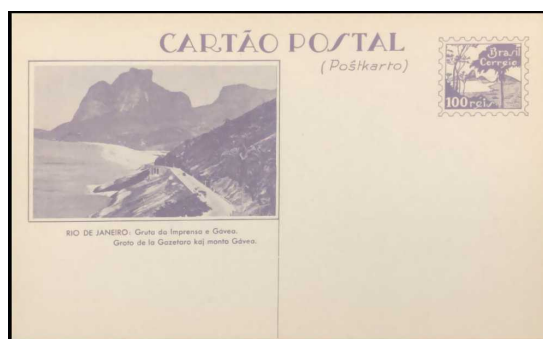 CARTÃO POSTAL
(Poŝtkarto)
Brasil
Correio
100 reis
RIO DE JANEIRO: Gruta da Imprensa e Gavea.
Groto de la Gazetaro kaj monto Gávea.